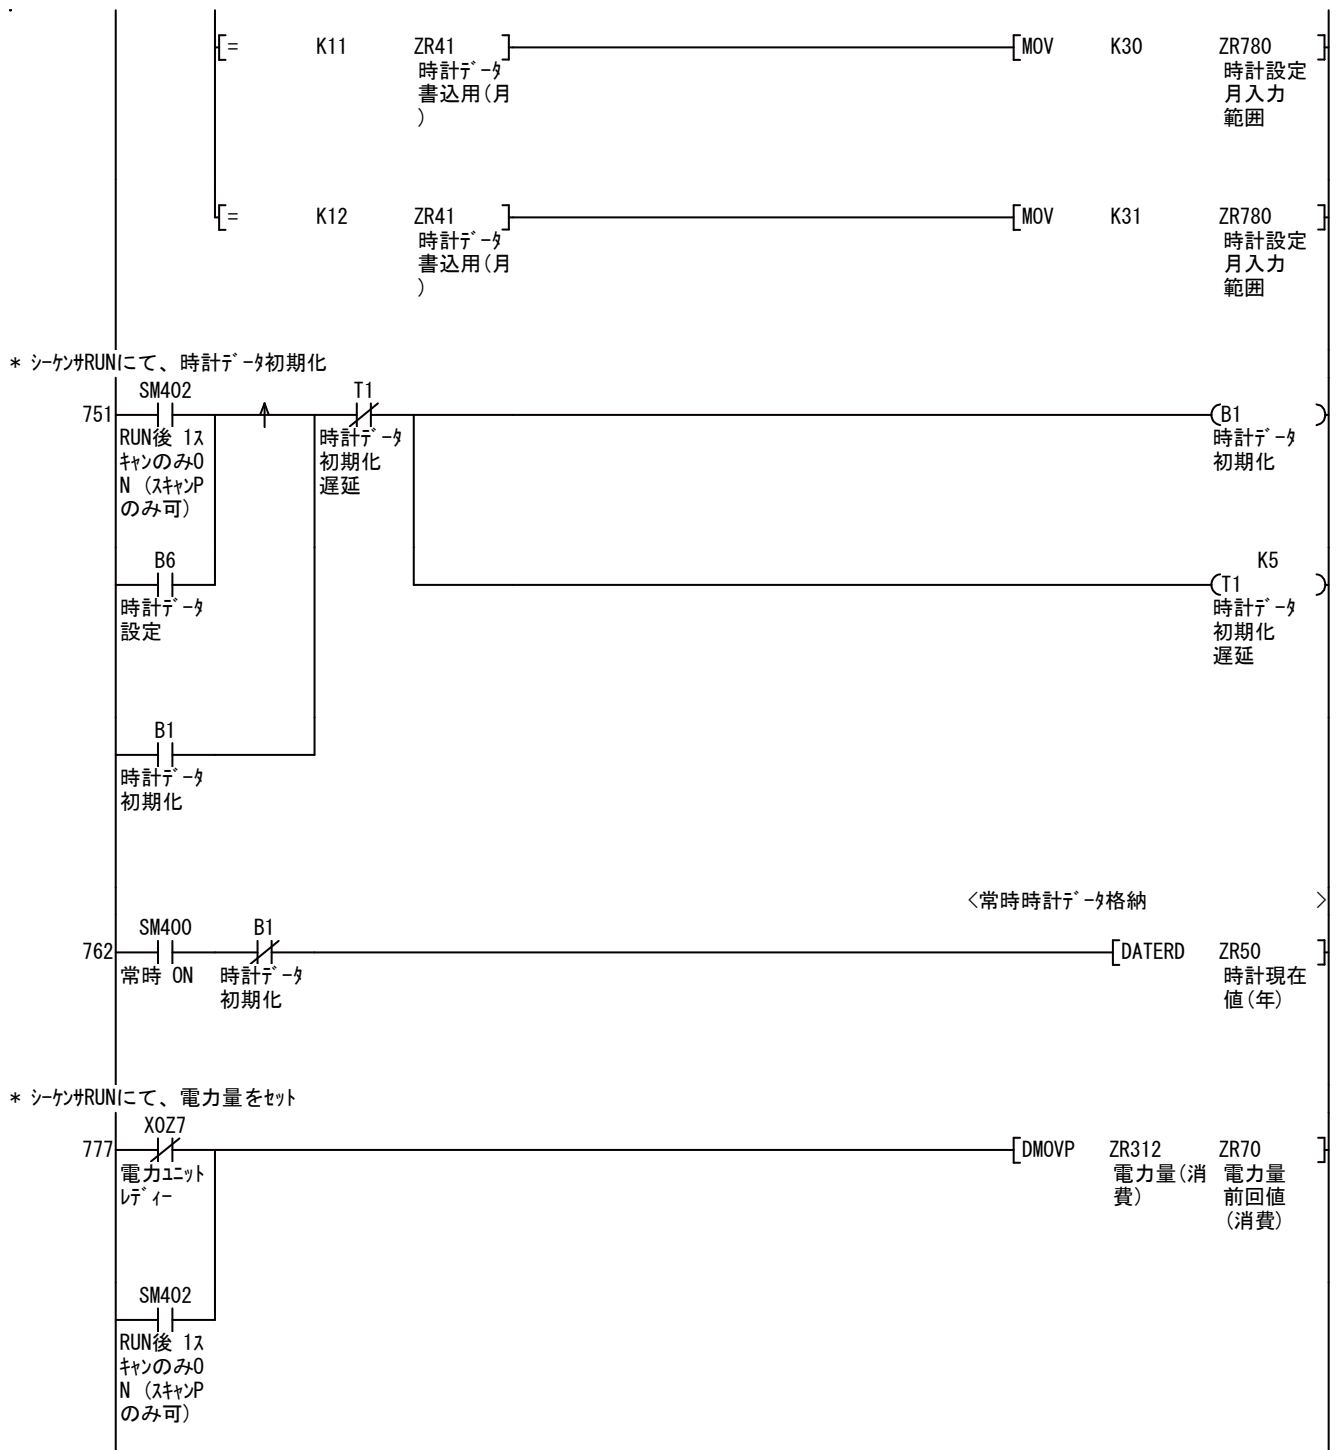 = K11 ZR41 MOV K30 ZR780
時計ﾃﾞｰﾀ 時計設定
書込用(月 月入力
) 範囲
= K12 ZR41 MOV K31 ZR780
時計ﾃﾞｰﾀ 時計設定
書込用(月 月入力
) 範囲
* ｼｰｹﾝｻRUNにて、時計ﾃﾞｰﾀ初期化
SM402 T1
751 B1
RUN後 1ｽ 時計ﾃﾞｰﾀ 時計ﾃﾞｰﾀ
ｷｬﾝのみO 初期化 初期化
N (ｽｷｬﾝP 遅延
のみ可)
B6 K5
T1
時計ﾃﾞｰﾀ 時計ﾃﾞｰﾀ
設定 初期化
遅延
B1
時計ﾃﾞｰﾀ
初期化
<常時時計ﾃﾞｰﾀ格納 >
SM400 B1
762 DATERD ZR50
常時 ON 時計ﾃﾞｰﾀ 時計現在
初期化 値(年)
* ｼｰｹﾝｻRUNにて、電力量をｾｯﾄ
X0Z7
777 DMOVP ZR312 ZR70
電力ﾕﾆｯﾄ 電力量(消 電力量
ﾚﾃﾞｨｰ 費) 前回値
(消費)
SM402
RUN後 1ｽ
ｷｬﾝのみO
N (ｽｷｬﾝP
のみ可)